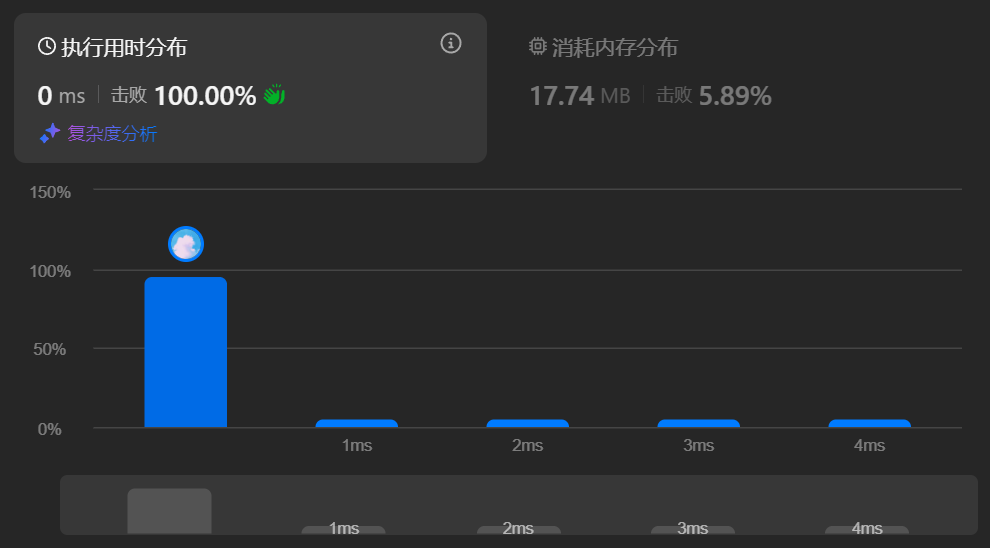 执行用时分布
0 ms 击败 100.00%
复杂度分析
消耗内存分布
17.74 MB 击败 5.89%
150%
100%
50%
0%
1ms 2ms 3ms 4ms
1ms 2ms 3ms 4ms